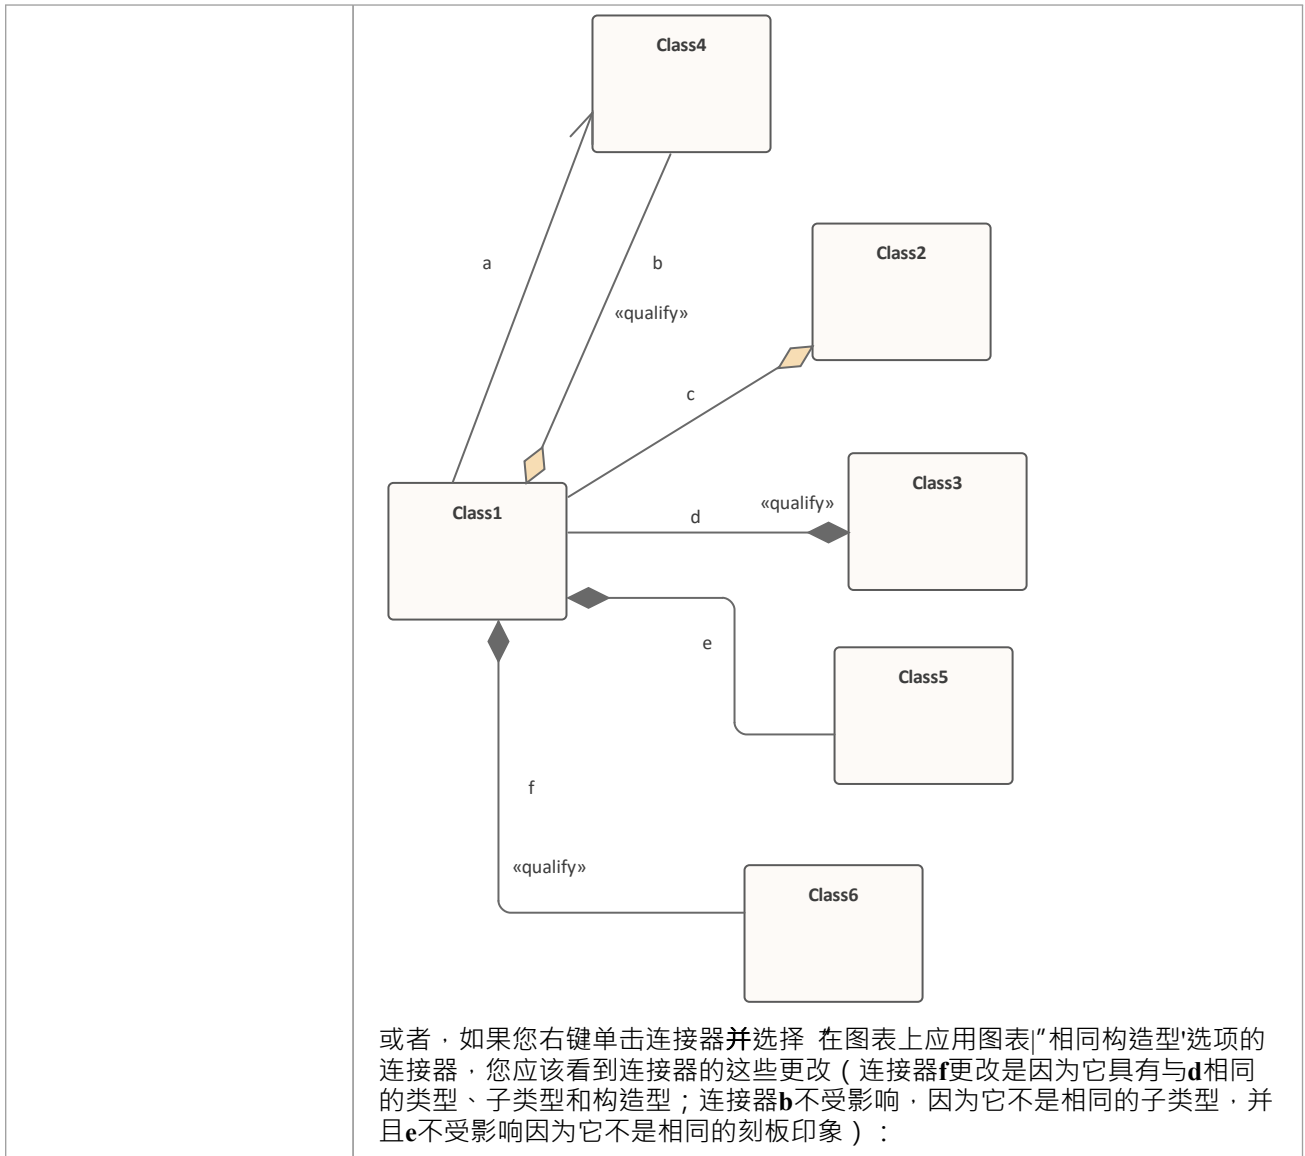 Class4
Class2
a
b
«qualify»
c
Class3
«qualify»
Class1
d
e
Class5
f
«qualify»
Class6
或者，如果您右键单击连接器并选择 “在图表上应用图表|"相同构造型'选项的
连接器，您应该看到连接器的这些更改（连接器f更改是因为它具有与d相同
的类型、子类型和构造型；连接器b不受影响，因为它不是相同的子类型，并
且e不受影响因为它不是相同的刻板印象）：